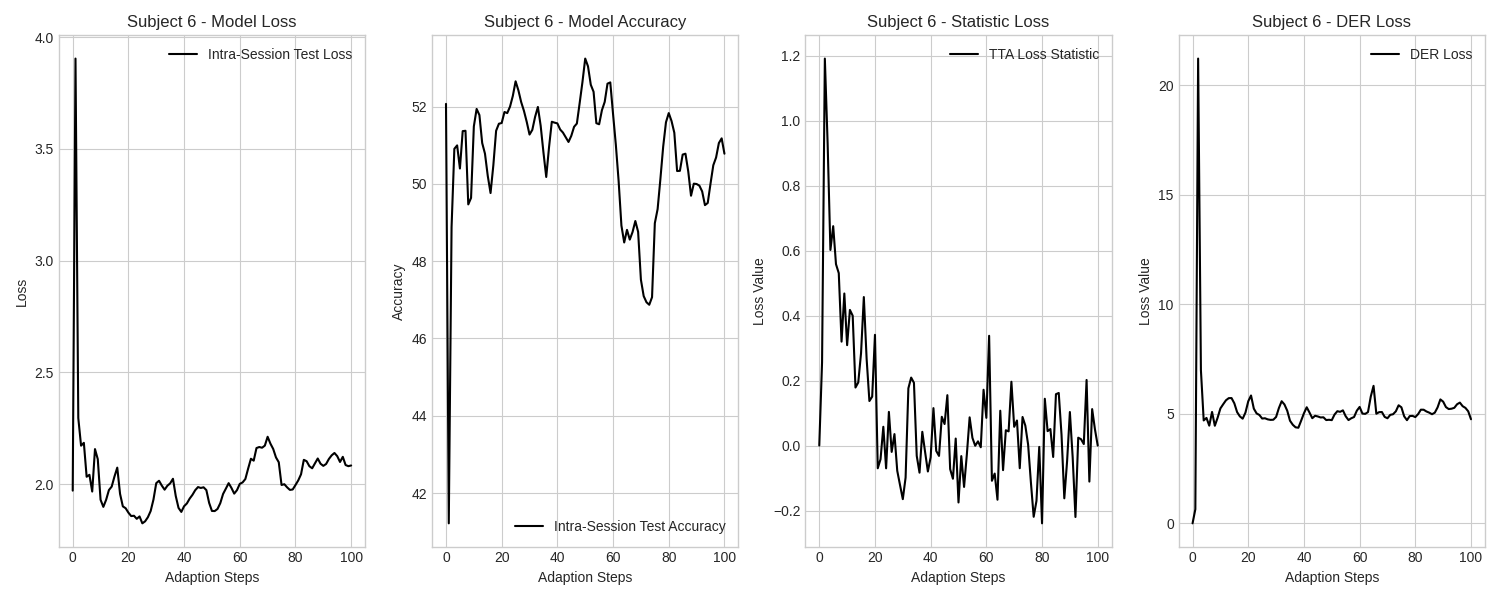 Subject 6 - Model Loss
Intra-Session Test Loss
4.0
3.5
3.0
2.5
2.0
Loss
0 20 40 60 80 100
Adaption Steps
Subject 6 - Model Accuracy
52
50
48
46
44
42
Accuracy
Intra-Session Test Accuracy
0 20 40 60 80 100
Adaption Steps
Subject 6 - Statistic Loss
TTA Loss Statistic
1.2
1.0
0.8
0.6
0.4
0.2
0.0
−0.2
Loss Value
0 20 40 60 80 100
Adaption Steps
Subject 6 - DER Loss
DER Loss
20
15
10
5
0
Loss Value
0 20 40 60 80 100
Adaption Steps